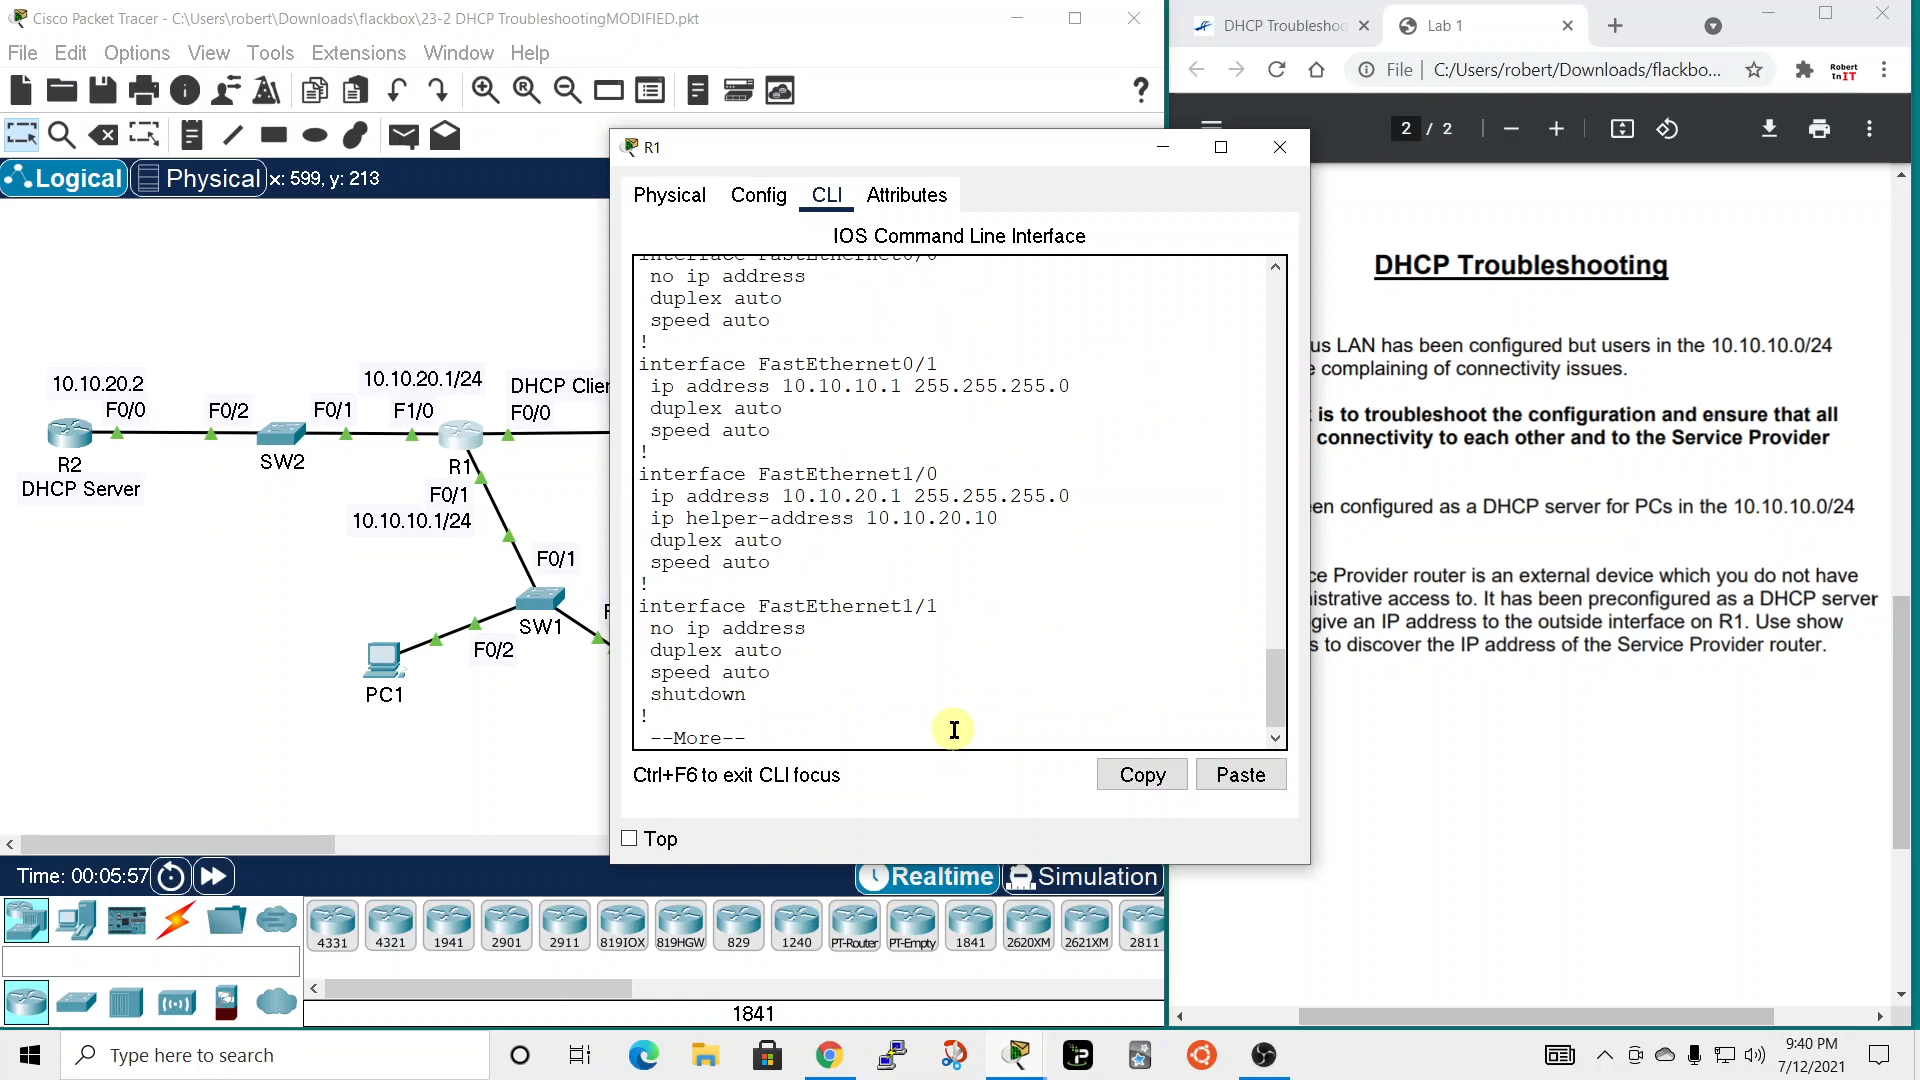 Cisco Packet Tracer - C:\Users\robert\Downloads\flackbox\23-2 DHCP TroubleshootingMODIFIED.pkt
File Edit Options View Tools Extensions Window Help
Logical
Physical
x: 599, y: 213
10.10.20.2
F0/0
F0/2
F0/1
10.10.20.1/24
F1/0
DHCP Clier
F0/0
R2
DHCP Server
SW2
R1
F0/1
10.10.10.1/24
F0/1
SW1
F0/2
PC1
R1
Physical Config CLI Attributes
IOS Command Line Interface
interface FastEthernet0/0
no ip address
duplex auto
speed auto
!
interface FastEthernet0/1
ip address 10.10.10.1 255.255.255.0
duplex auto
speed auto
!
interface FastEthernet1/0
ip address 10.10.20.1 255.255.255.0
ip helper-address 10.10.20.10
duplex auto
speed auto
!
interface FastEthernet1/1
no ip address
duplex auto
speed auto
shutdown
!
--More--
Ctrl+F6 to exit CLI focus
Copy
Paste
Top
Time: 00:05:57
Realtime
Simulation
4331 4321 1941 2901 2911 819IOX 819HGW 829 1240 PT-Router PT-Empty 1841 2620XM 2621XM 2811
1841
DHCP Troubleshoo
Lab 1
File | C:/Users/robert/Downloads/flackbo...
Robert
InIT
2 / 2
DHCP Troubleshooting
us LAN has been configured but users in the 10.10.10.0/24
complaining of connectivity issues.
is to troubleshoot the configuration and ensure that all
connectivity to each other and to the Service Provider
en configured as a DHCP server for PCs in the 10.10.10.0/24
ce Provider router is an external device which you do not have
istrative access to. It has been preconfigured as a DHCP server
give an IP address to the outside interface on R1. Use show
s to discover the IP address of the Service Provider router.
Type here to search
9:40 PM
7/12/2021